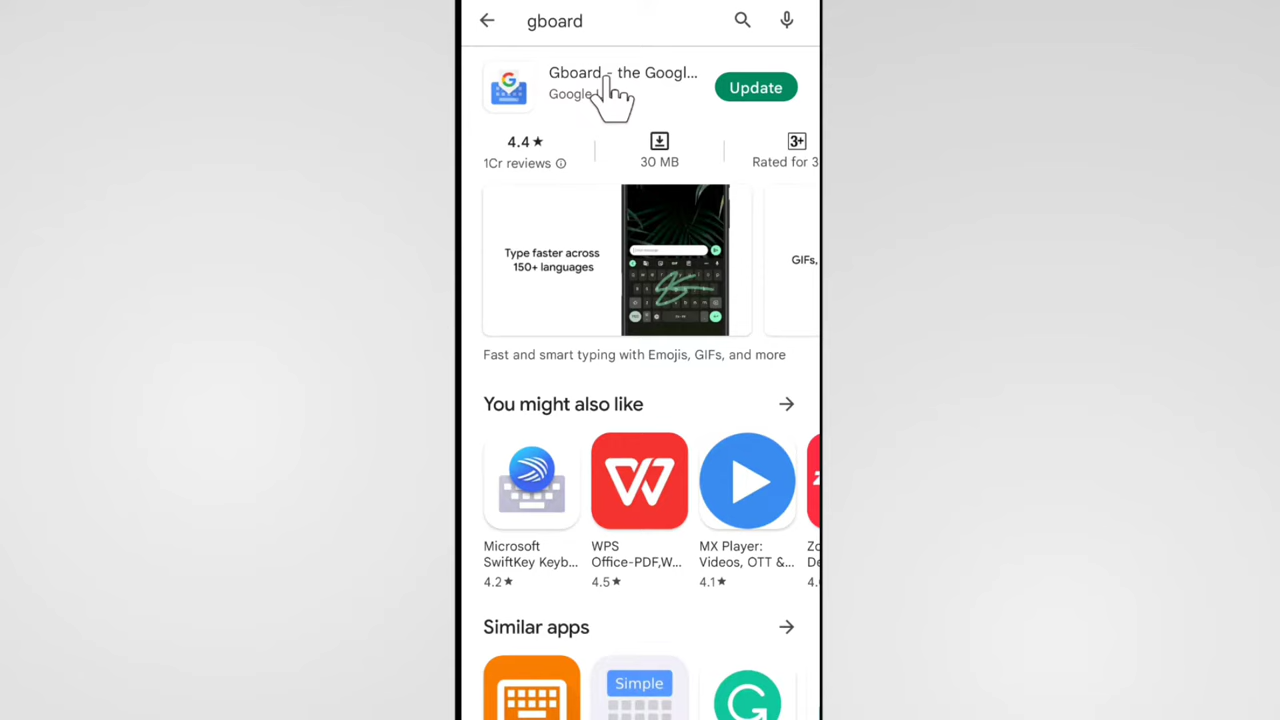 gboard
Gboard - the Googl...
Google
Update
4.4★
1Cr reviews
30 MB
3+
Rated for 3
Type faster across
150+ languages
GIFs,
Fast and smart typing with Emojis, GIFs, and more
You might also like
Microsoft
SwiftKey Keyb...
4.2★
WPS
Office-PDF,W...
4.5★
MX Player:
Videos, OTT &...
4.1★
Zo
De
4.
Similar apps
Simple